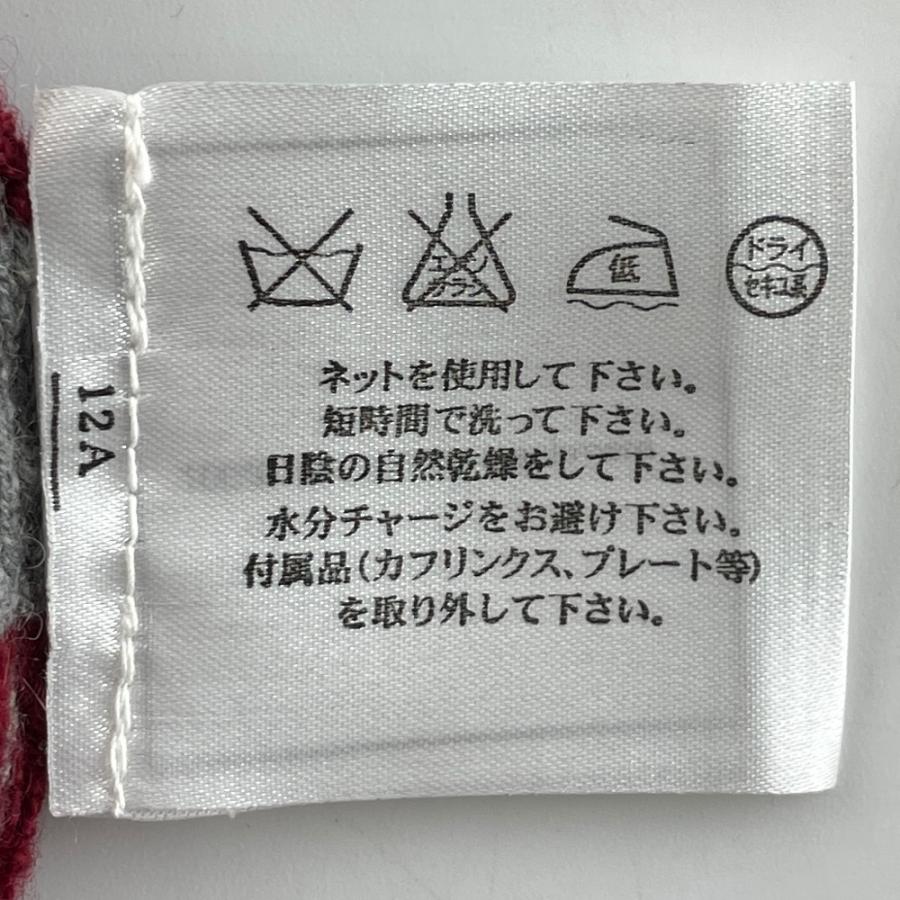 エンソ
サラシ
低
ドライ
セキユ系
ネットを使用して下さい。
短時間で洗って下さい。
日陰の自然乾燥をして下さい。
水分チャージをお避け下さい。
付属品(カフリンクス、プレート等)
を取り外して下さい。
12A